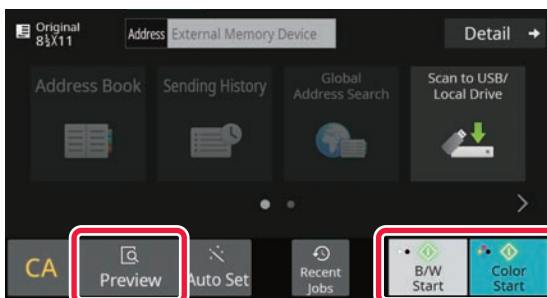 Original
8½X11
Address External Memory Device
Detail
Address Book
Sending History
Global
Address Search
Scan to USB/
Local Drive
CA
Preview
Auto Set
Recent
Jobs
B/W
Start
Color
Start